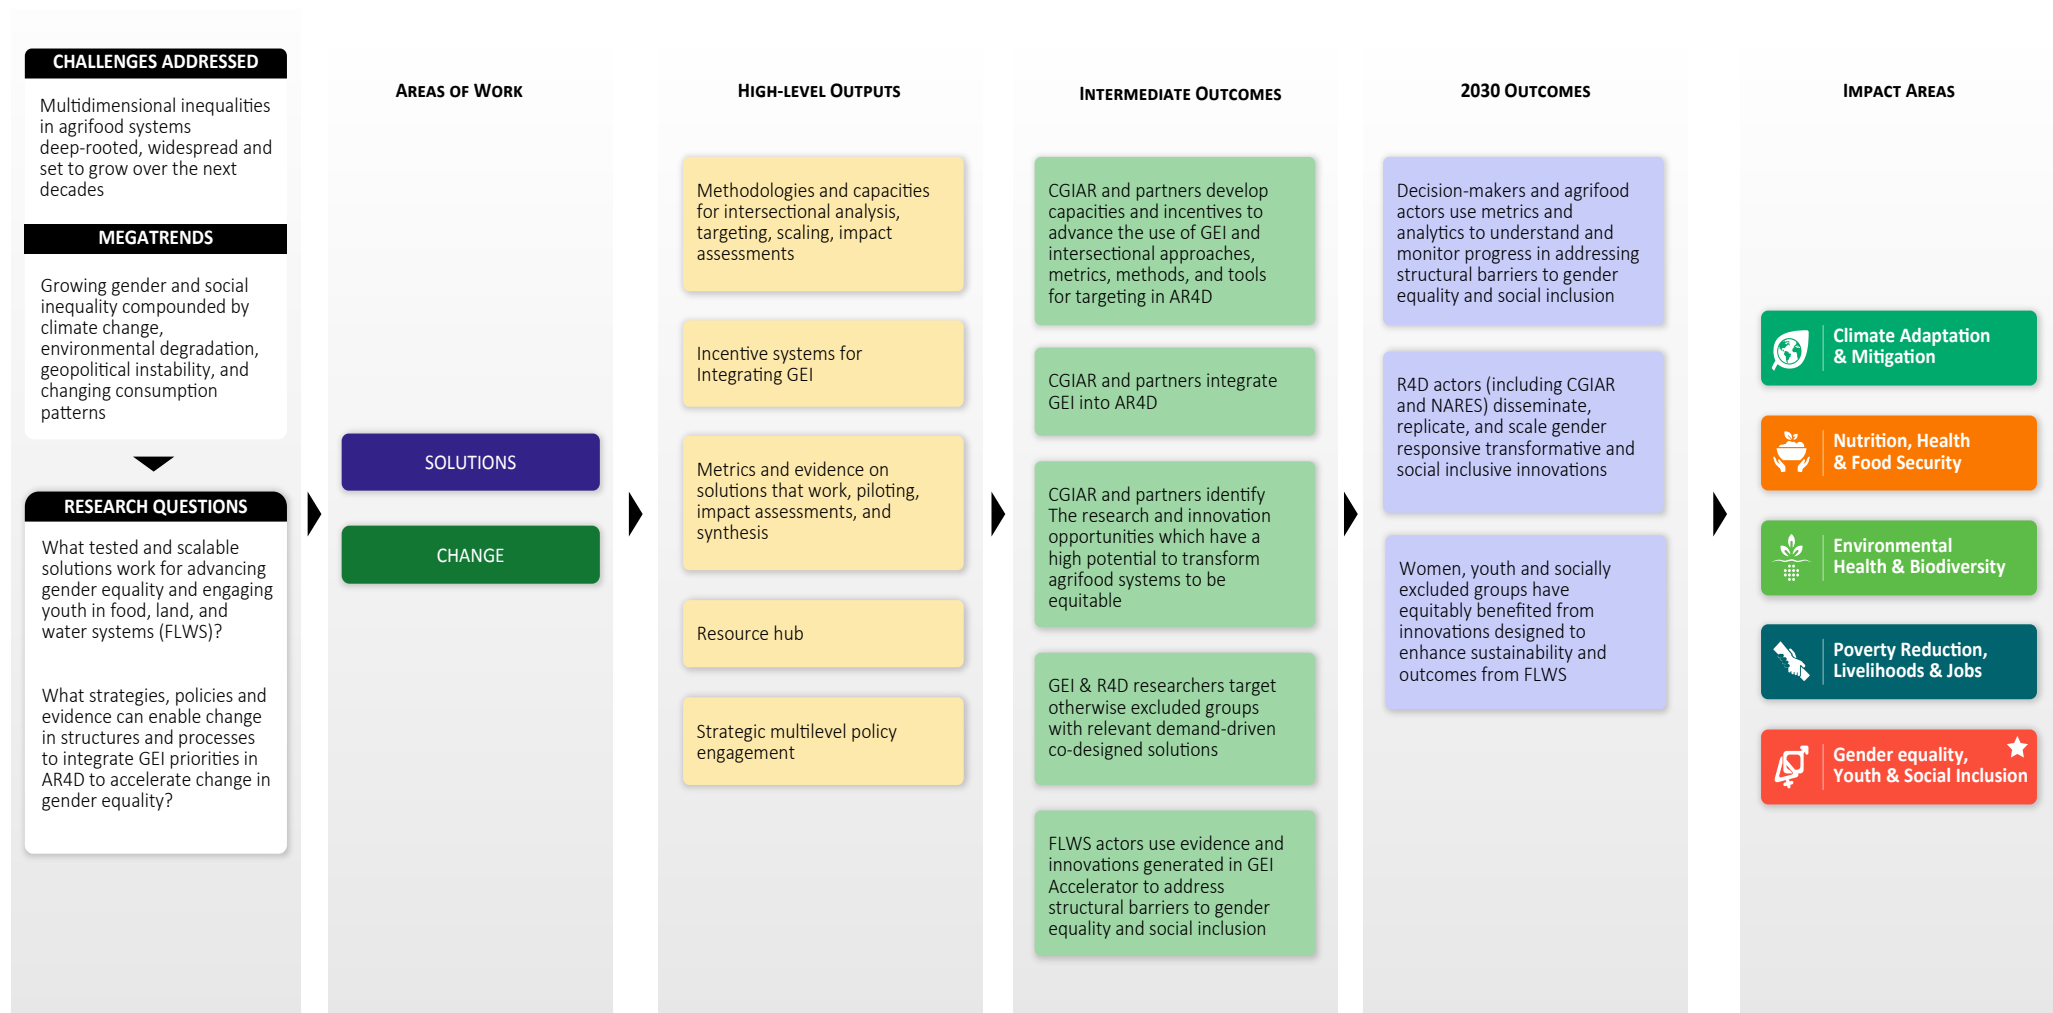 CHALLENGES ADDRESSED
Multidimensional inequalities
in agrifood systems
deep-rooted, widespread and
set to grow over the next
decades
MEGATRENDS
Growing gender and social
inequality compounded by
climate change,
environmental degradation,
geopolitical instability, and
changing consumption
patterns
RESEARCH QUESTIONS
What tested and scalable
solutions work for advancing
gender equality and engaging
youth in food, land, and
water systems (FLWS)?
What strategies, policies and
evidence can enable change
in structures and processes
to integrate GEI priorities in
AR4D to accelerate change in
gender equality?
AREAS OF WORK
SOLUTIONS
CHANGE
HIGH-LEVEL OUTPUTS
Methodologies and capacities
for intersectional analysis,
targeting, scaling, impact
assessments
Incentive systems for
Integrating GEI
Metrics and evidence on
solutions that work, piloting,
impact assessments, and
synthesis
Resource hub
Strategic multilevel policy
engagement
INTERMEDIATE OUTCOMES
CGIAR and partners develop
capacities and incentives to
advance the use of GEI and
intersectional approaches,
metrics, methods, and tools
for targeting in AR4D
CGIAR and partners integrate
GEI into AR4D
CGIAR and partners identify
The research and innovation
opportunities which have a
high potential to transform
agrifood systems to be
equitable
GEI & R4D researchers target
otherwise excluded groups
with relevant demand-driven
co-designed solutions
FLWS actors use evidence and
innovations generated in GEI
Accelerator to address
structural barriers to gender
equality and social inclusion
2030 OUTCOMES
Decision-makers and agrifood
actors use metrics and
analytics to understand and
monitor progress in addressing
structural barriers to gender
equality and social inclusion
R4D actors (including CGIAR
and NARES) disseminate,
replicate, and scale gender
responsive transformative and
social inclusive innovations
Women, youth and socially
excluded groups have
equitably benefited from
innovations designed to
enhance sustainability and
outcomes from FLWS
IMPACT AREAS
Climate Adaptation
& Mitigation
Nutrition, Health
& Food Security
Environmental
Health & Biodiversity
Poverty Reduction,
Livelihoods & Jobs
Gender equality,
Youth & Social Inclusion